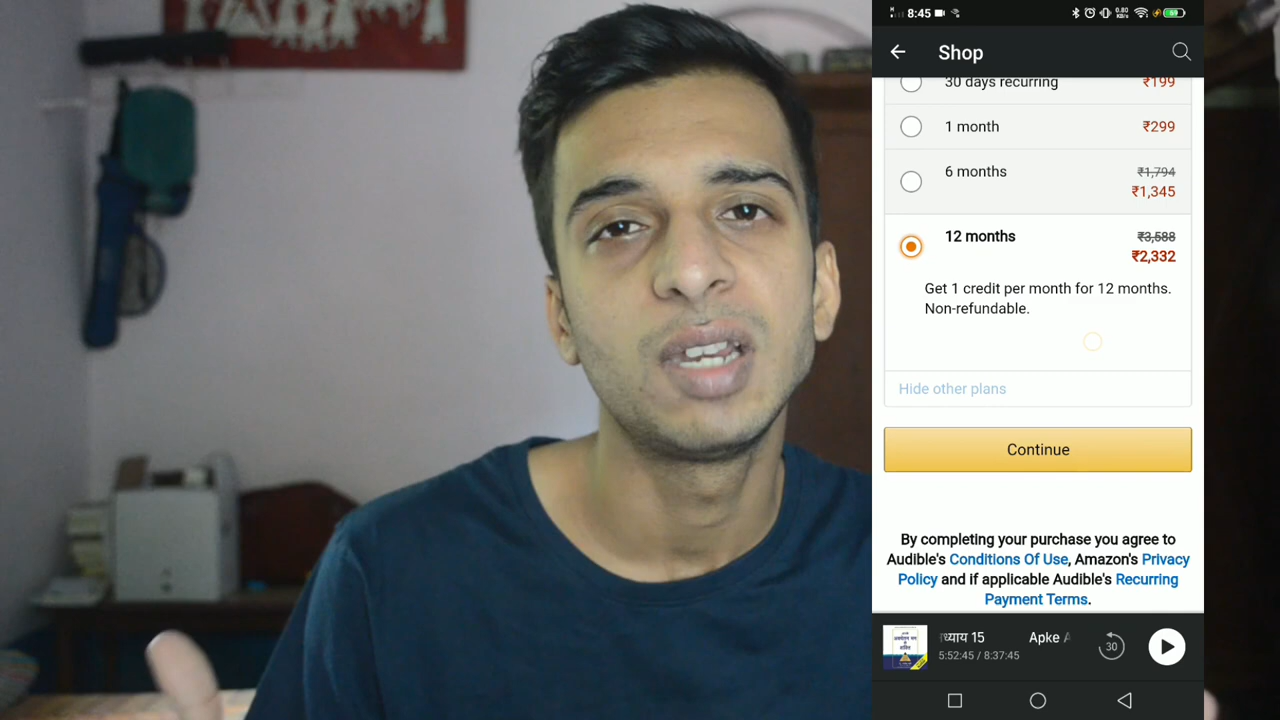 8:45
0.80
KB/s
Shop
30 days recurring
₹199
1 month
₹299
6 months
₹1,794
₹1,345
12 months
₹3,588
₹2,332
Get 1 credit per month for 12 months.
Non-refundable.
Hide other plans
Continue
By completing your purchase you agree to
Audible's Conditions Of Use, Amazon's Privacy
Policy and if applicable Audible's Recurring
Payment Terms.
ध्याय 15
Apke A
5:52:45 / 8:37:45
30